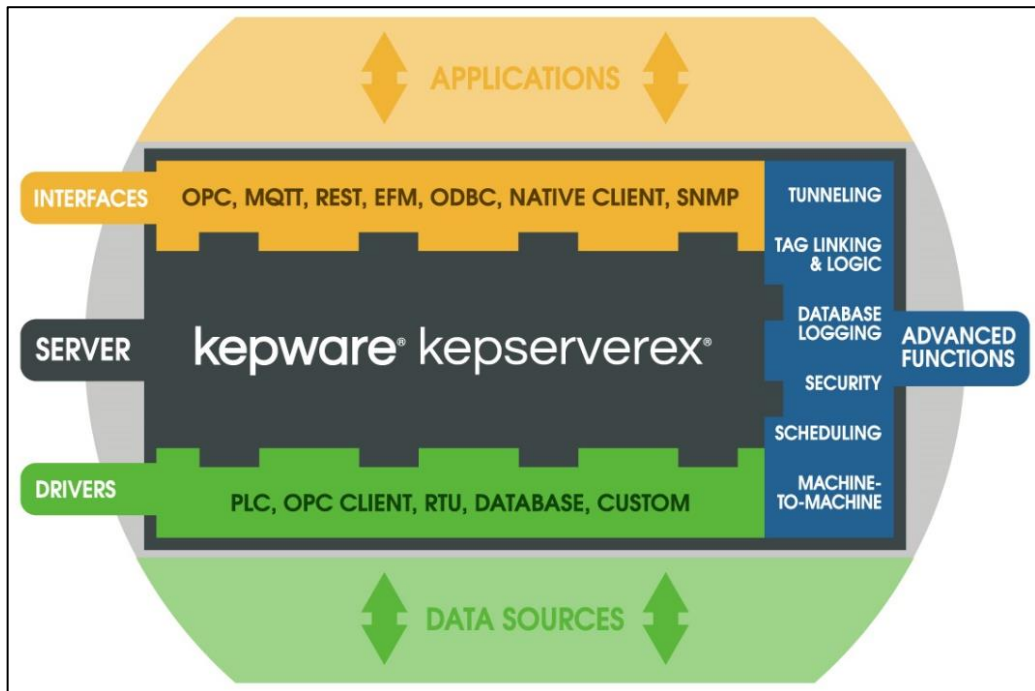 APPLICATIONS
INTERFACES
OPC, MQTT, REST, EFM, ODBC, NATIVE CLIENT, SNMP
TUNNELING
TAG LINKING
& LOGIC
DATABASE
LOGGING
SECURITY
SCHEDULING
MACHINE-
TO-MACHINE
ADVANCED
FUNCTIONS
SERVER
kepware® kepserverex®
DRIVERS
PLC, OPC CLIENT, RTU, DATABASE, CUSTOM
DATA SOURCES